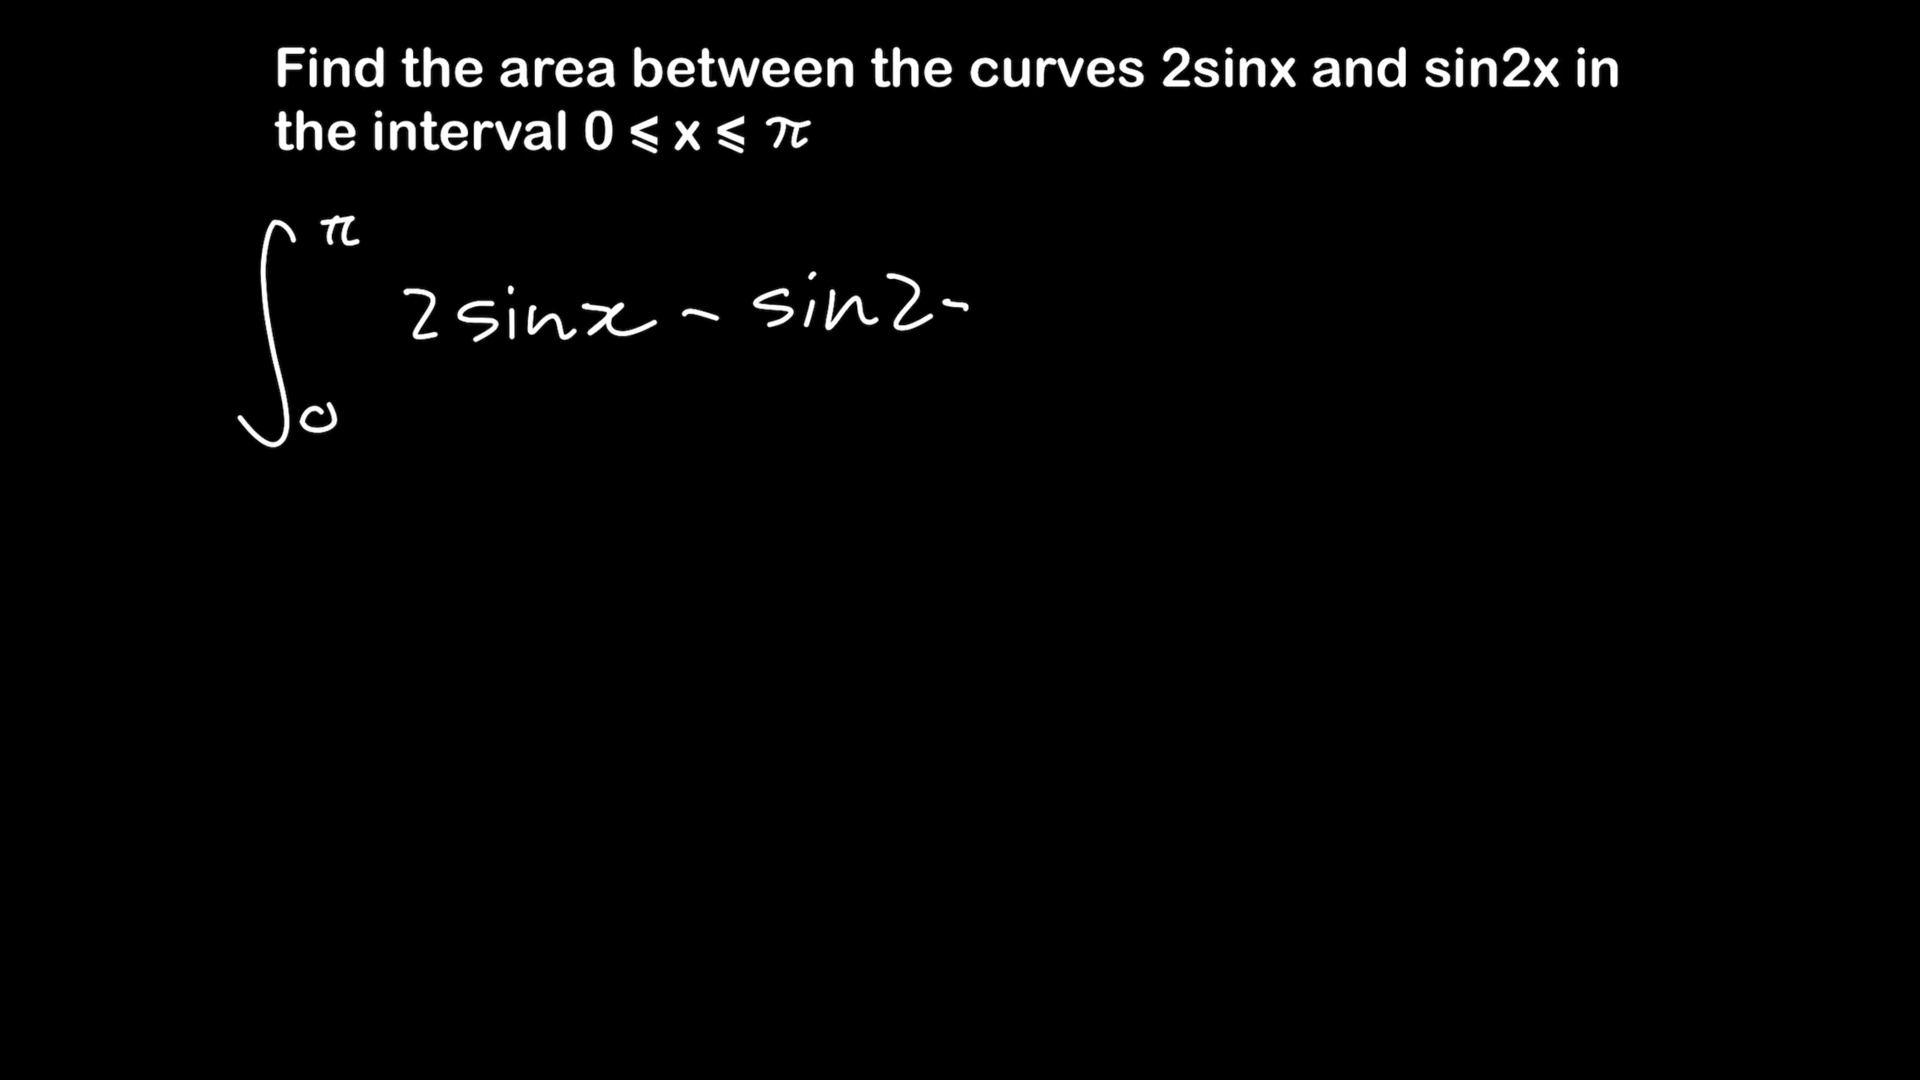 Find the area between the curves 2sinx and sin2x in
the interval 0 ⩽ x ⩽ π
∫₀^π 2sinx - sin2